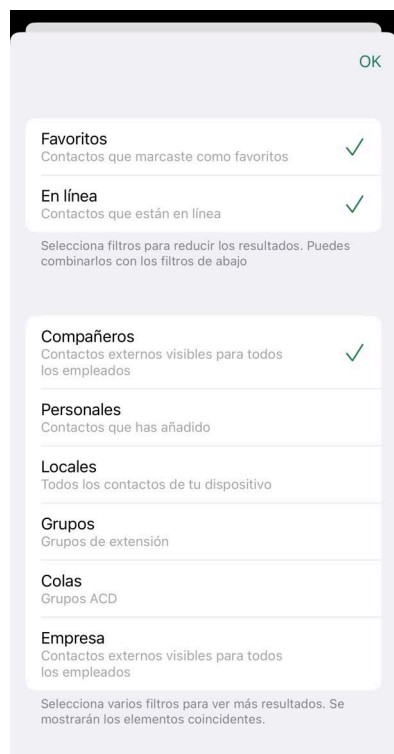 OK
Favoritos
Contactos que marcaste como favoritos
En línea
Contactos que están en línea
Selecciona filtros para reducir los resultados. Puedes
combinarlos con los filtros de abajo
Compañeros
Contactos externos visibles para todos
los empleados
Personales
Contactos que has añadido
Locales
Todos los contactos de tu dispositivo
Grupos
Grupos de extensión
Colas
Grupos ACD
Empresa
Contactos externos visibles para todos
los empleados
Selecciona varios filtros para ver más resultados. Se
mostrarán los elementos coincidentes.